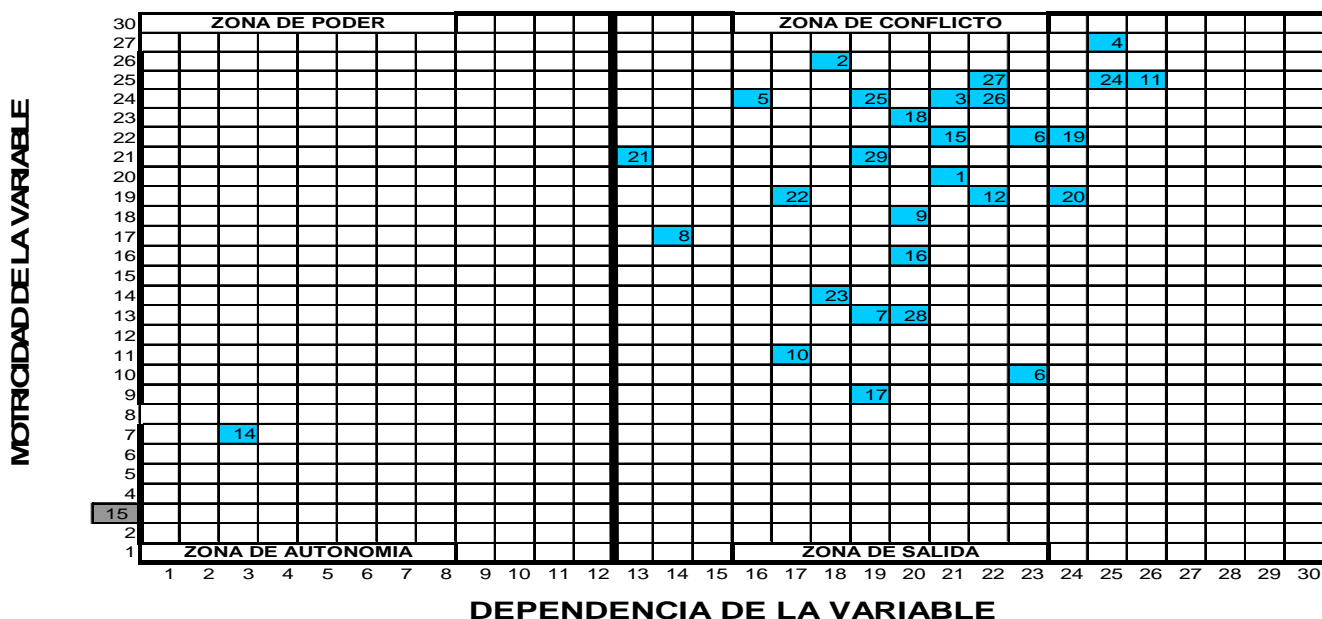 30 ZONA DE PODER ZONA DE CONFLICTO
27 4
26 2
25 27 24 11
24 5 25 3 26
23 18
22 15 6 19
21 21 29
20 1
19 22 12 20
18 9
17 8
16 16
15
14 23
13 7 28
12
11 10
10 6
9 17
8
7 14
6
5
4
15
2
1 ZONA DE AUTONOMIA ZONA DE SALIDA
1 2 3 4 5 6 7 8 9 10 11 12 13 14 15 16 17 18 19 20 21 22 23 24 25 26 27 28 29 30
MOTRICIDAD DE LA VARIABLE
DEPENDENCIA DE LA VARIABLE